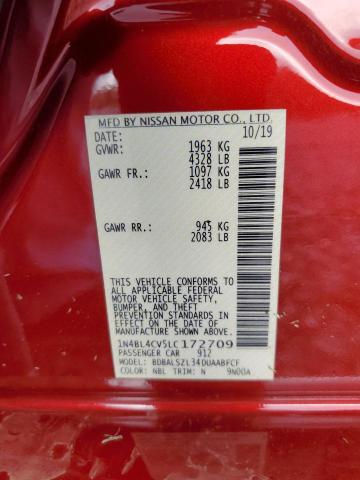 MFD BY NISSAN MOTOR CO., LTD.
DATE: 10/19
GVWR: 1963 KG
4328 LB
GAWR FR.: 1097 KG
2418 LB
GAWR RR.: 945 KG
2083 LB
THIS VEHICLE CONFORMS TO
ALL APPLICABLE FEDERAL
MOTOR VEHICLE SAFETY,
BUMPER, AND THEFT
PREVENTION STANDARDS IN
EFFECT ON THE DATE OF
MANUFACTURE SHOWN ABOVE.
1N4BL4CV5LC172709
PASSENGER CAR 912
MODEL: BDBALSZL34DUAABFCF
COLOR: NBL TRIM: N 9N00A